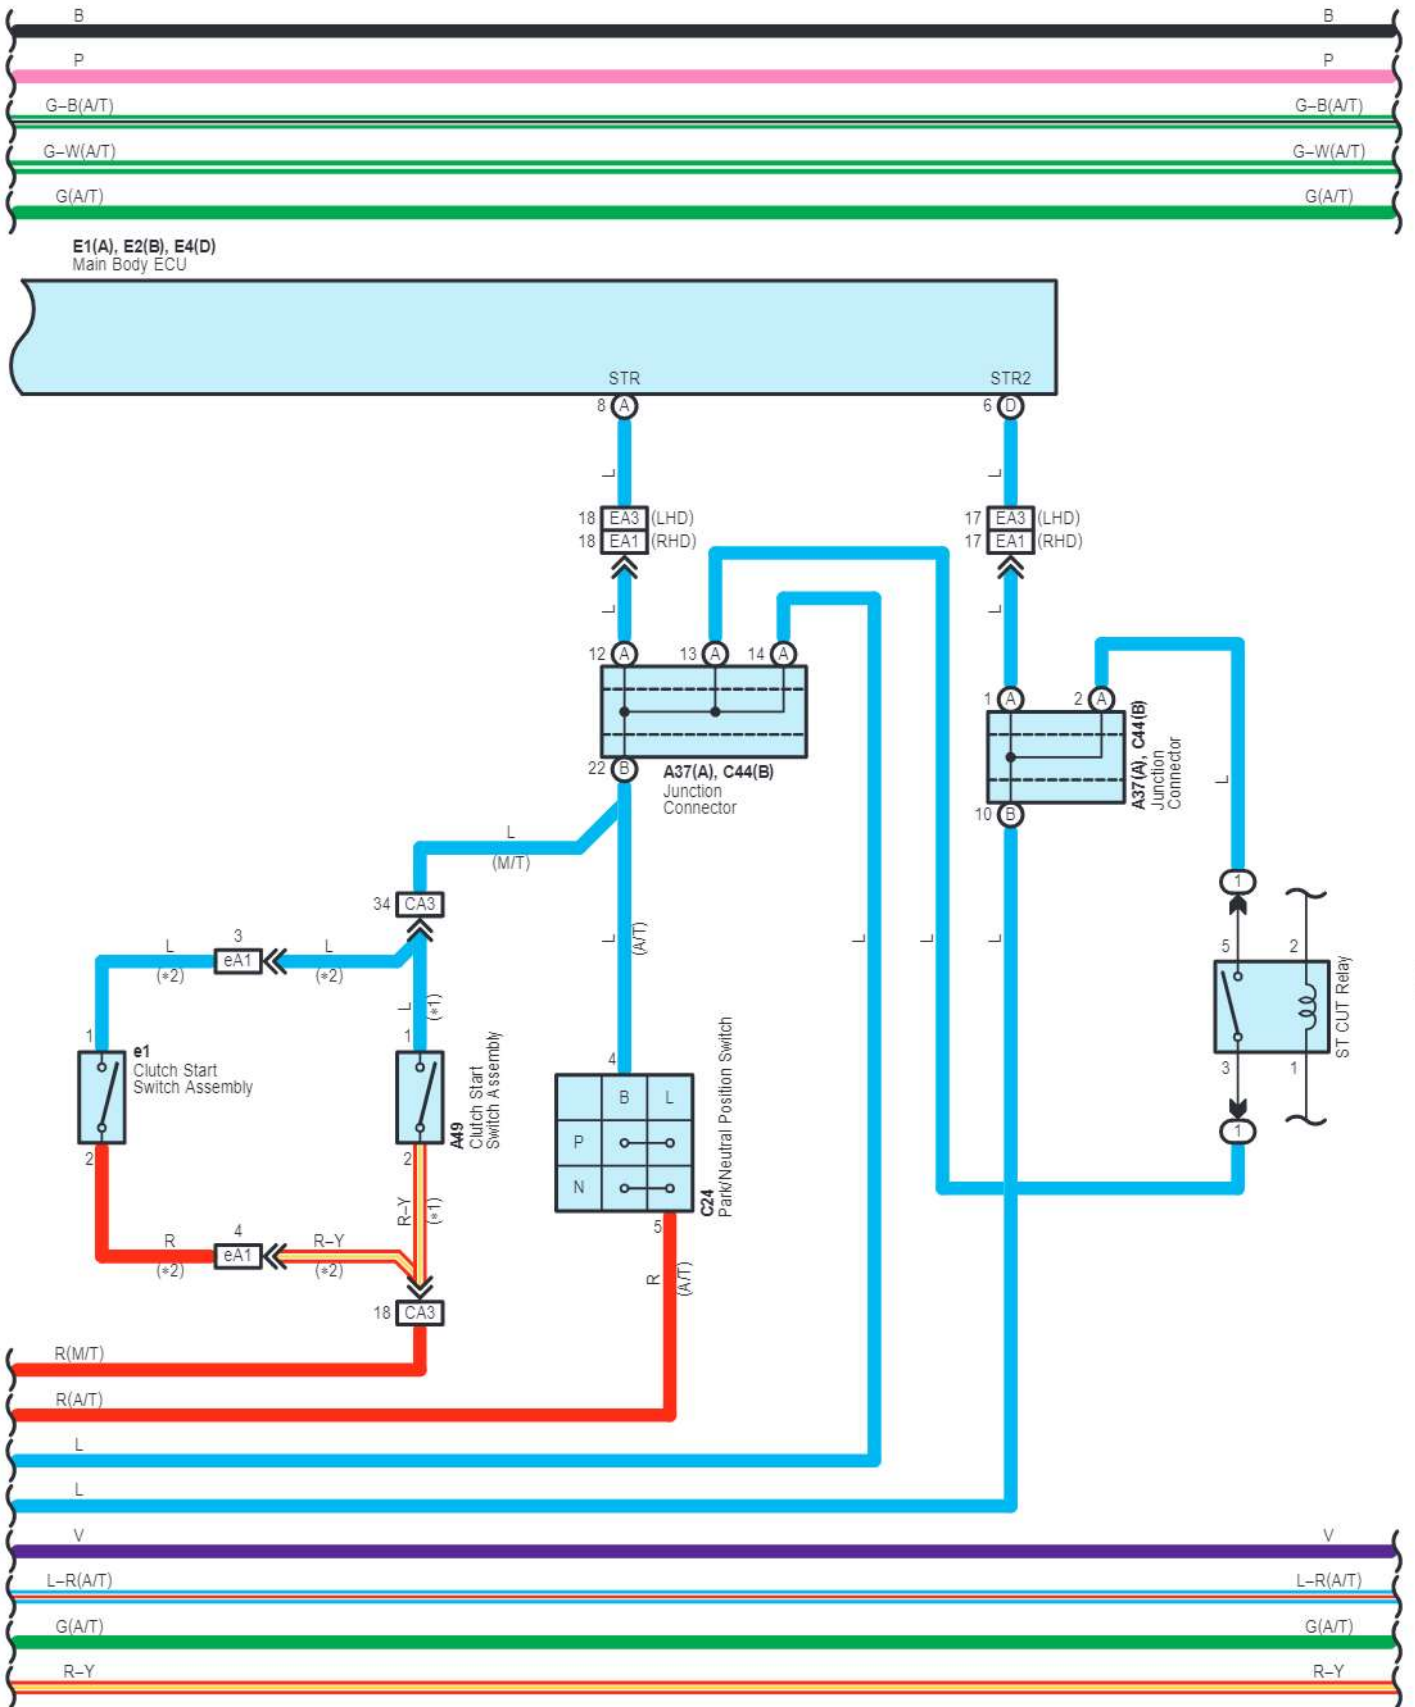 B B
P P
G–B(A/T) G–B(A/T)
G–W(A/T) G–W(A/T)
G(A/T) G(A/T)
E1(A), E2(B), E4(D)
Main Body ECU
STR STR2
8 A 6 D
L L
18 EA3 (LHD) 17 EA3 (LHD)
18 EA1 (RHD) 17 EA1 (RHD)
L L
12 A 13 A 14 A
1 A 2 A
22 B
A37(A), C44(B)
Junction
Connector
A37(A), C44(B)
Junction
Connector
L
10 B
L
(M/T)
34 CA3
1
3
L eA1 L
(*2) (*2)
L (A/T)
L
L
L
5 2
L (*1)
ST CUT Relay
1 1
e1
Clutch Start
Switch Assembly
A49
Clutch Start
Switch Assembly
4
B L
P
N
C24
Park/Neutral Position Switch
3 1
1
2 2
R–Y (*1)
5
4
R eA1 R–Y
(*2) (*2)
R (A/T)
18 CA3
R(M/T)
R(A/T)
L
L
V V
L–R(A/T) L–R(A/T)
G(A/T) G(A/T)
R–Y R–Y